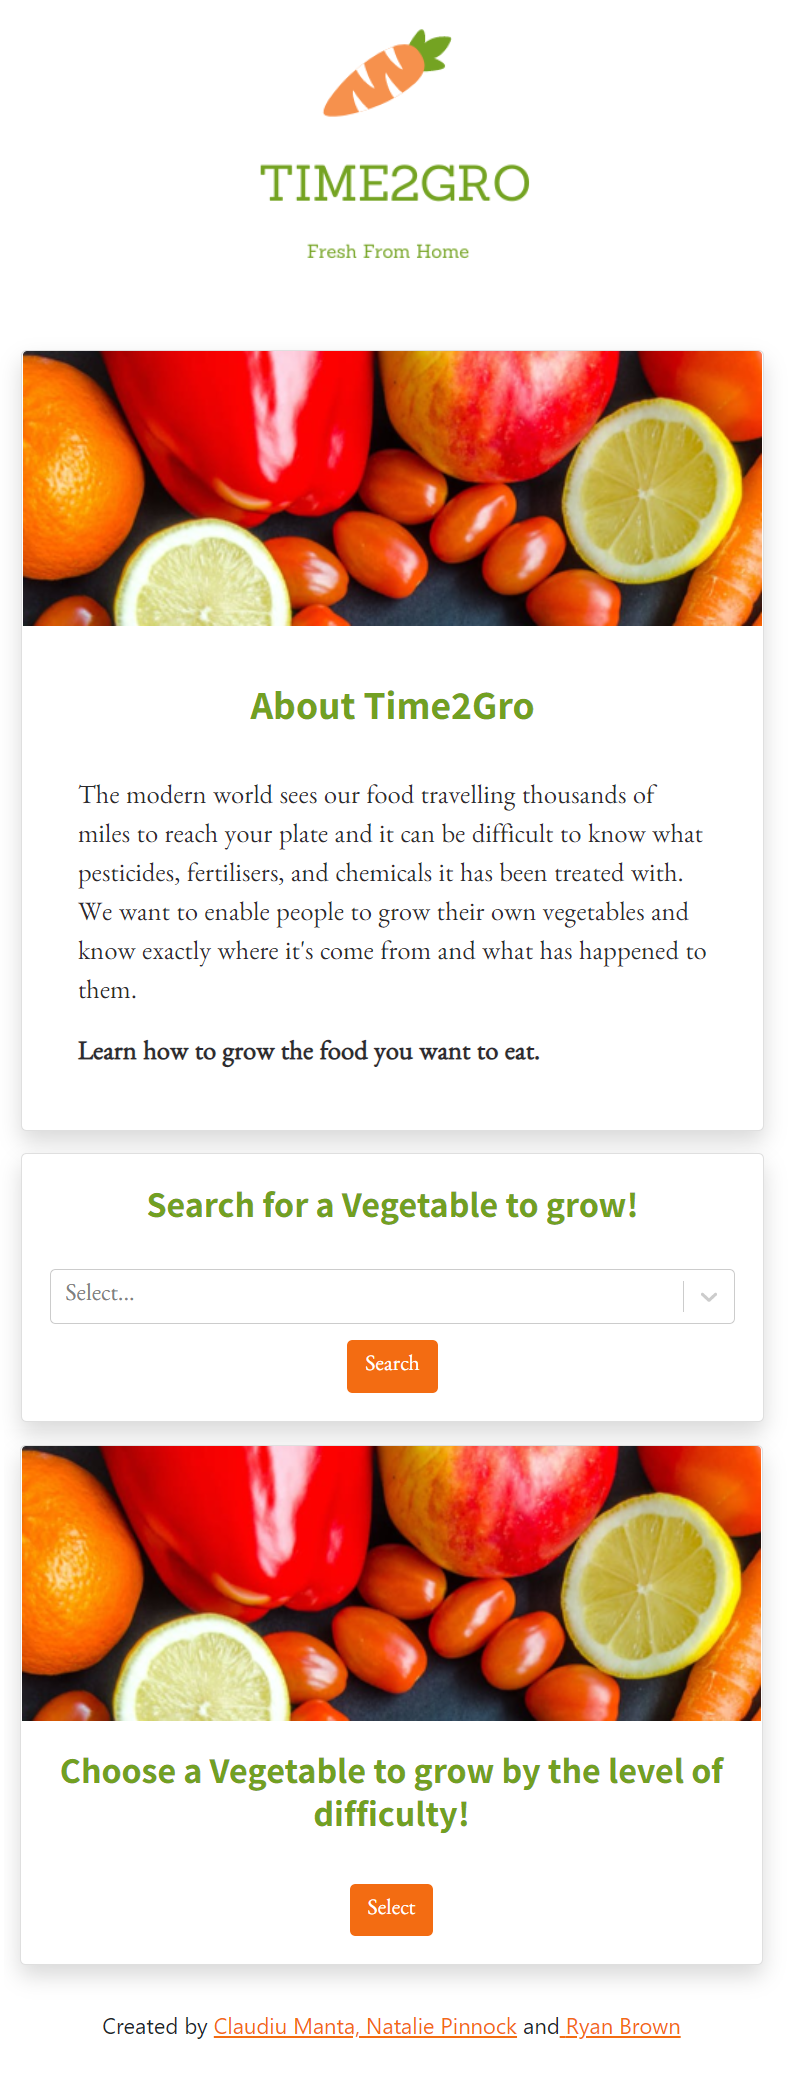 TIME2GRO
Fresh From Home
About Time2Gro
The modern world sees our food travelling thousands of
miles to reach your plate and it can be difficult to know what
pesticides, fertilisers, and chemicals it has been treated with.
We want to enable people to grow their own vegetables and
know exactly where it's come from and what has happened to
them.
Learn how to grow the food you want to eat.
Search for a Vegetable to grow!
Select...
Search
Choose a Vegetable to grow by the level of
difficulty!
Select
Created by Claudiu Manta, Natalie Pinnock and Ryan Brown